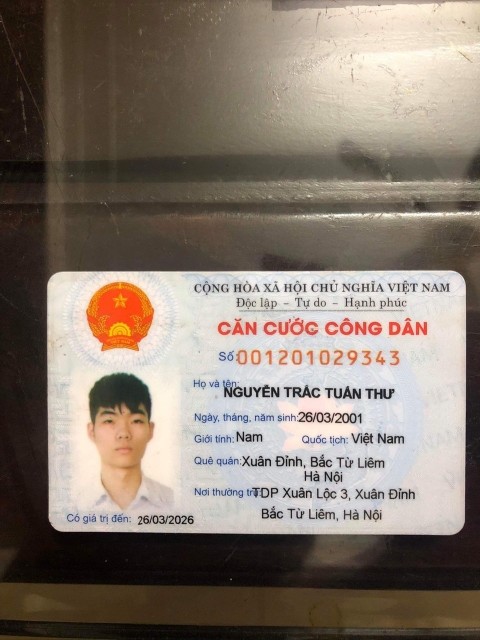 CỘNG HÒA XÃ HỘI CHỦ NGHĨA VIỆT NAM
Độc lập – Tự do – Hạnh phúc
CĂN CƯỚC CÔNG DÂN
Số: 001201029343
Họ và tên: NGUYỄN TRẮC TUẤN THƯ
Ngày, tháng, năm sinh: 26/03/2001
Giới tính: Nam Quốc tịch: Việt Nam
Quê quán: Xuân Đỉnh, Bắc Từ Liêm
Hà Nội
Nơi thường trú: TDP Xuân Lộc 3, Xuân Đỉnh
Bắc Từ Liêm, Hà Nội
Có giá trị đến: 26/03/2026